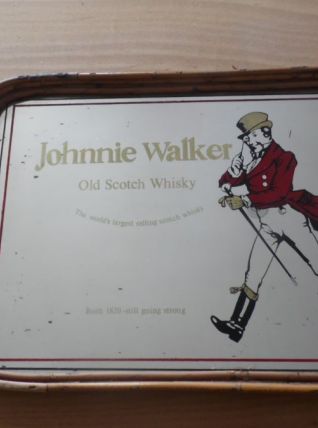 Johnnie Walker
Old Scotch Whisky
The world's largest selling scotch whisky
Born 1820-still going strong